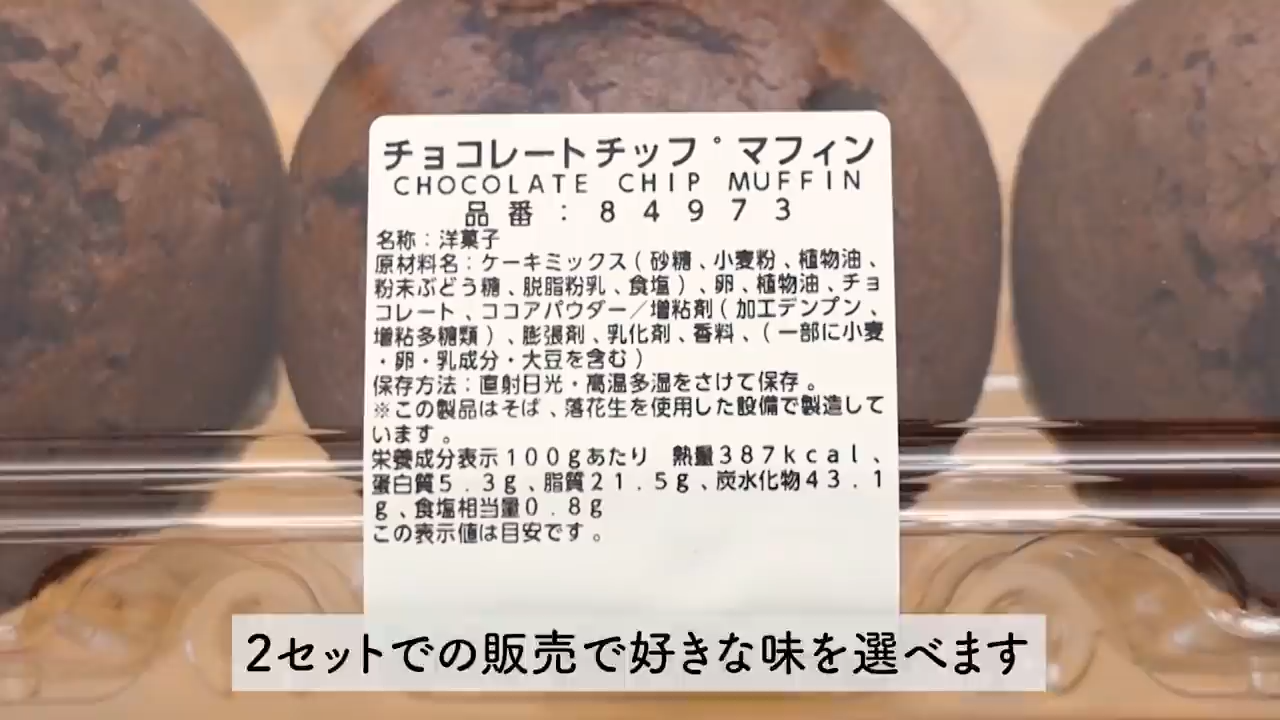 チョコレートチップ゜マフィン
CHOCOLATE CHIP MUFFIN
品番:84973
名称:洋菓子
原材料名:ケーキミックス(砂糖、小麦粉、植物油、
粉末ぶどう糖、脱脂粉乳、食塩)、卵、植物油、チョ
コレート、ココアパウダー/増粘剤(加工デンプン、
増粘多糖類)、膨張剤、乳化剤、香料、(一部に小麦
・卵・乳成分・大豆を含む)
保存方法:直射日光・高温多湿をさけて保存。
※この製品はそば、落花生を使用した設備で製造して
います。
栄養成分表示100gあたり 熱量387kcal、
蛋白質5.3g、脂質21.5g、炭水化物43.1
g、食塩相当量0.8g
この表示値は目安です。
2セットでの販売で好きな味を選べます